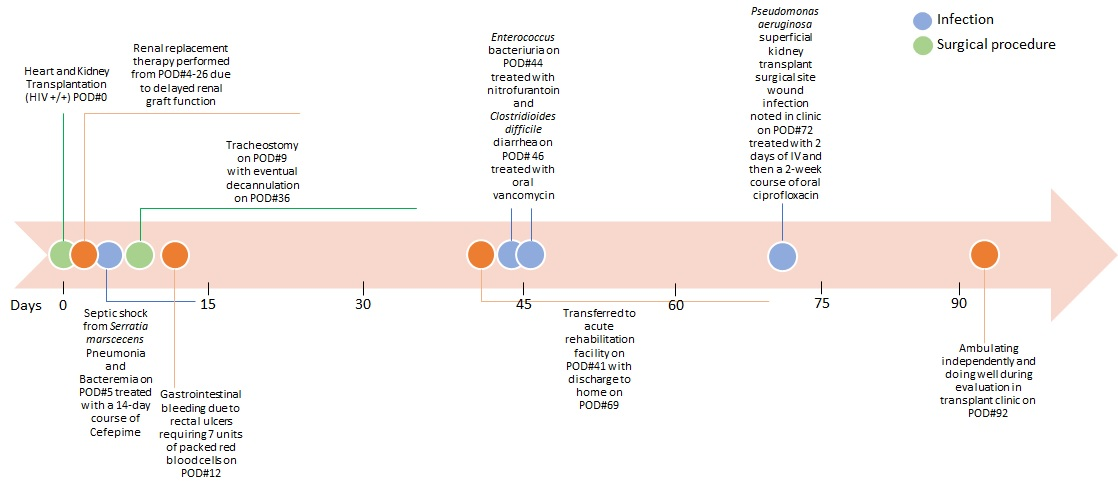 Heart and Kidney
Transplantation
(HIV +/+) POD#0
Renal replacement
therapy performed
from POD#4-26 due
to delayed renal
graft function
Tracheostomy
on POD#9
with eventual
decannulation
on POD#36
Enterococcus
bacteriuria on
POD#44
treated with
nitrofurantoin
and
Clostridioides
difficile
diarrhea on
POD# 46
treated with
oral
vancomycin
Pseudomonas
aeruginosa
superficial
kidney
transplant
surgical site
wound
infection
noted in clinic
on POD#72
treated with 2
days of IV and
then a 2-week
course of oral
ciprofloxacin
Infection
Surgical procedure
Days 0 15 30 45 60 75 90
Septic shock
from Serratia
marscecens
Pneumonia
and
Bacteremia on
POD#5 treated
with a 14-day
course of
Cefepime
Gastrointestinal
bleeding due to
rectal ulcers
requiring 7 units
of packed red
blood cells on
POD#12
Transferred to
acute
rehabilitation
facility on
POD#41 with
discharge to
home on
POD#69
Ambulating
independently and
doing well during
evaluation in
transplant clinic on
POD#92